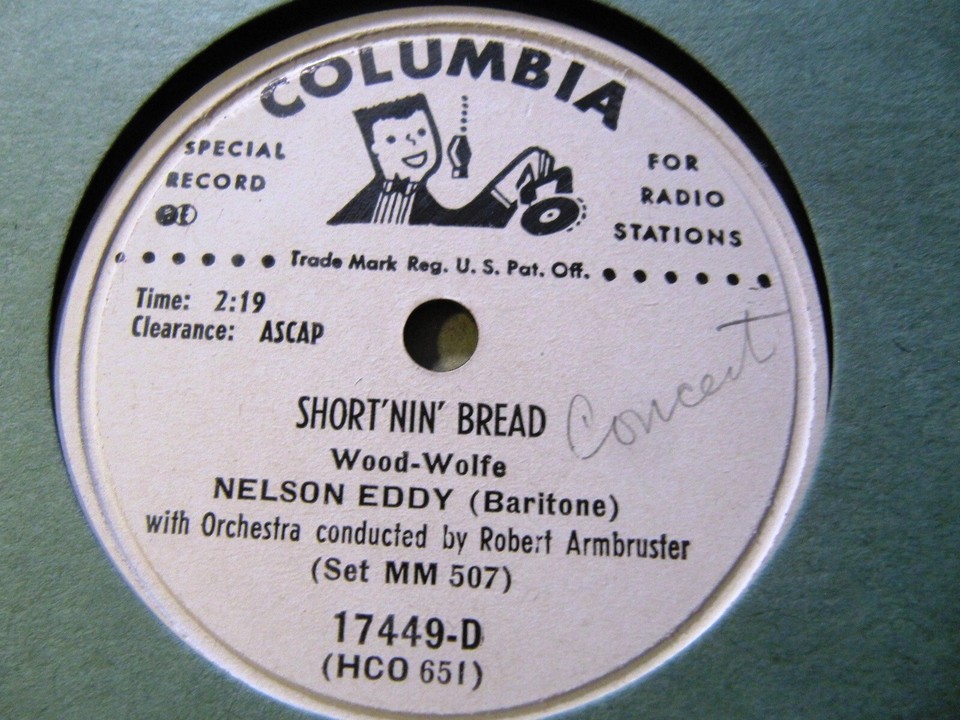 COLUMBIA
SPECIAL
RECORD
FOR
RADIO
STATIONS
Trade Mark Reg. U. S. Pat. Off.
Time: 2:19
Clearance: ASCAP
SHORT'NIN' BREAD
Concert
Wood-Wolfe
NELSON EDDY (Baritone)
with Orchestra conducted by Robert Armbruster
(Set MM 507)
17449-D
(HCO 651)